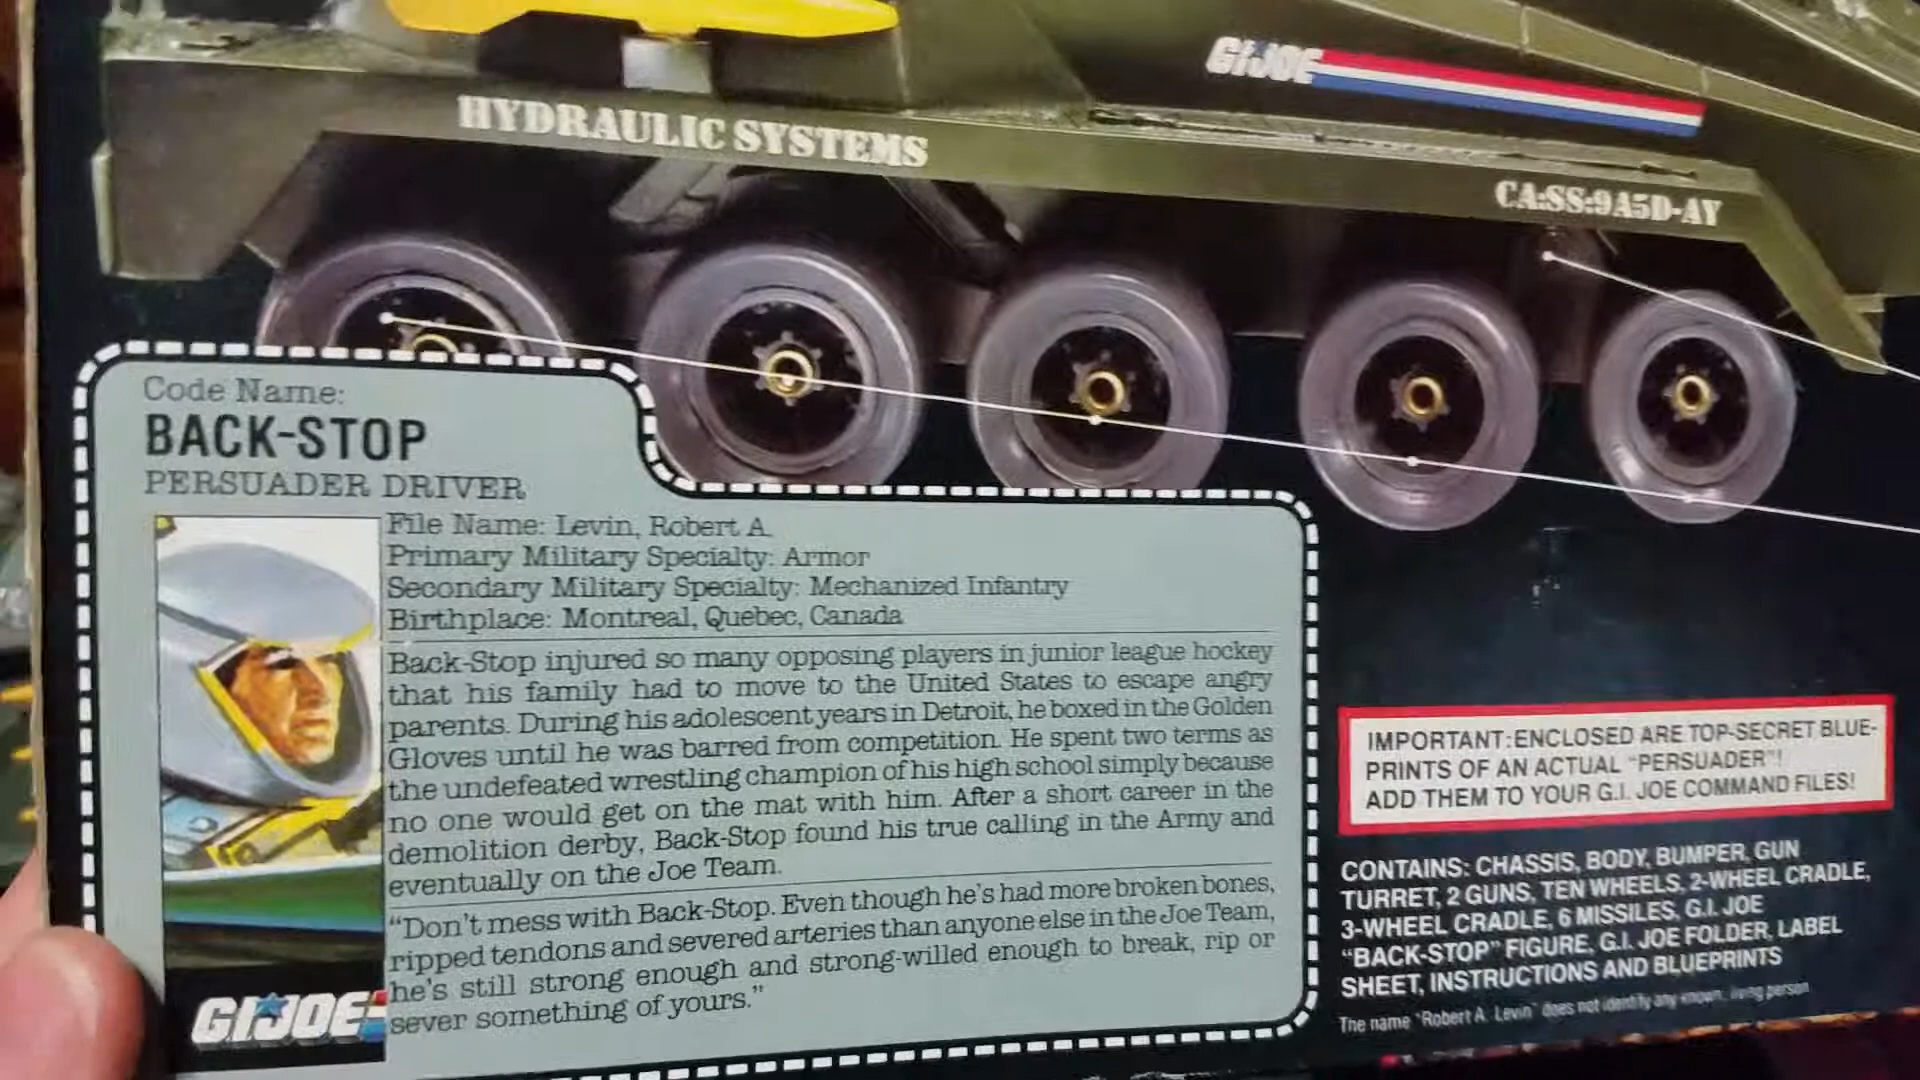 GIJOE
HYDRAULIC SYSTEMS
CA:SS:9A5D-AY
Code Name:
BACK-STOP
PERSUADER DRIVER
File Name: Levin, Robert A.
Primary Military Specialty: Armor
Secondary Military Specialty: Mechanized Infantry
Birthplace: Montreal, Quebec, Canada
Back-Stop injured so many opposing players in junior league hockey
that his family had to move to the United States to escape angry
parents. During his adolescent years in Detroit, he boxed in the Golden
Gloves until he was barred from competition. He spent two terms as
the undefeated wrestling champion of his high school simply because
no one would get on the mat with him. After a short career in the
demolition derby, Back-Stop found his true calling in the Army and
eventually on the Joe Team.
"Don't mess with Back-Stop. Even though he's had more broken bones,
ripped tendons and severed arteries than anyone else in the Joe Team,
he's still strong enough and strong-willed enough to break, rip or
sever something of yours."
GIJOE
IMPORTANT: ENCLOSED ARE TOP-SECRET BLUE-
PRINTS OF AN ACTUAL "PERSUADER"!
ADD THEM TO YOUR G.I. JOE COMMAND FILES!
CONTAINS: CHASSIS, BODY, BUMPER, GUN
TURRET, 2 GUNS, TEN WHEELS, 2-WHEEL CRADLE,
3-WHEEL CRADLE, 6 MISSILES, G.I. JOE
"BACK-STOP" FIGURE, G.I. JOE FOLDER, LABEL
SHEET, INSTRUCTIONS AND BLUEPRINTS
The name "Robert A. Levin" does not identify any known, living person